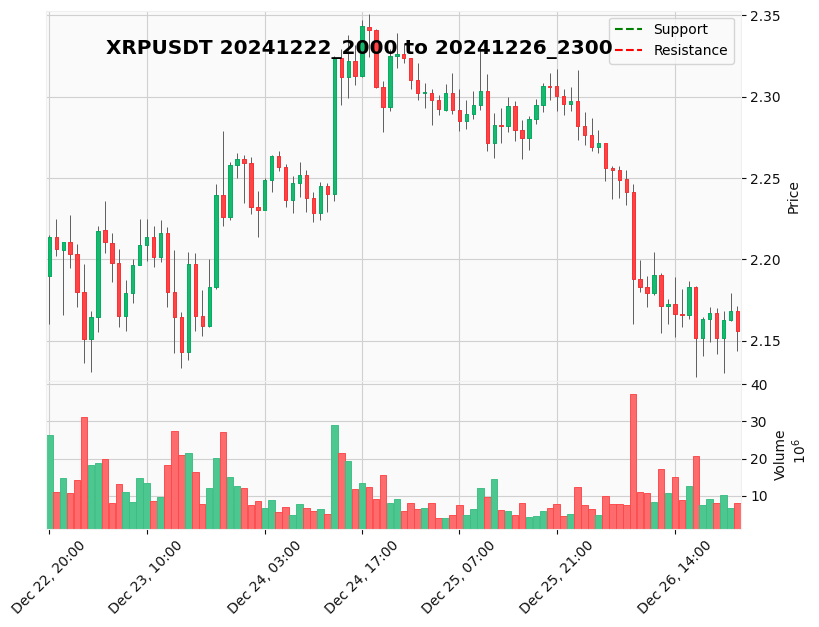 XRPUSDT 20241222_2000 to 20241226_2300
Support
Resistance
2.35
2.30
2.25
2.20
2.15
Price
40
30
20
10
Volume
10^6
Dec 22, 20:00
Dec 23, 10:00
Dec 24, 03:00
Dec 24, 17:00
Dec 25, 07:00
Dec 25, 21:00
Dec 26, 14:00